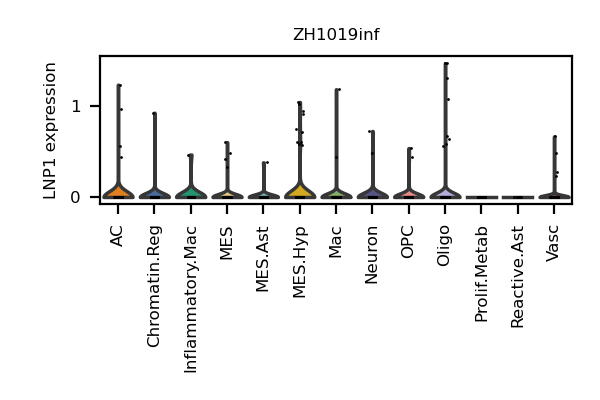 ZH1019inf
LNP1 expression
1
0
AC
Chromatin.Reg
Inflammatory.Mac
MES
MES.Ast
MES.Hyp
Mac
Neuron
OPC
Oligo
Prolif.Metab
Reactive.Ast
Vasc